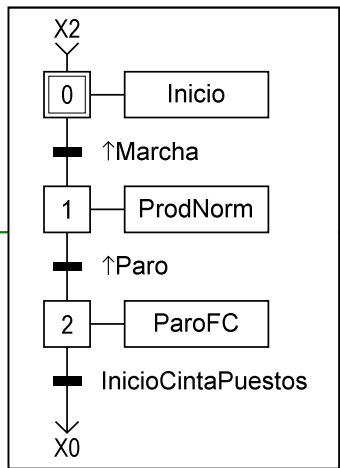 X2
0 Inicio
↑Marcha
1 ProdNorm
↑Paro
2 ParoFC
InicioCintaPuestos
X0